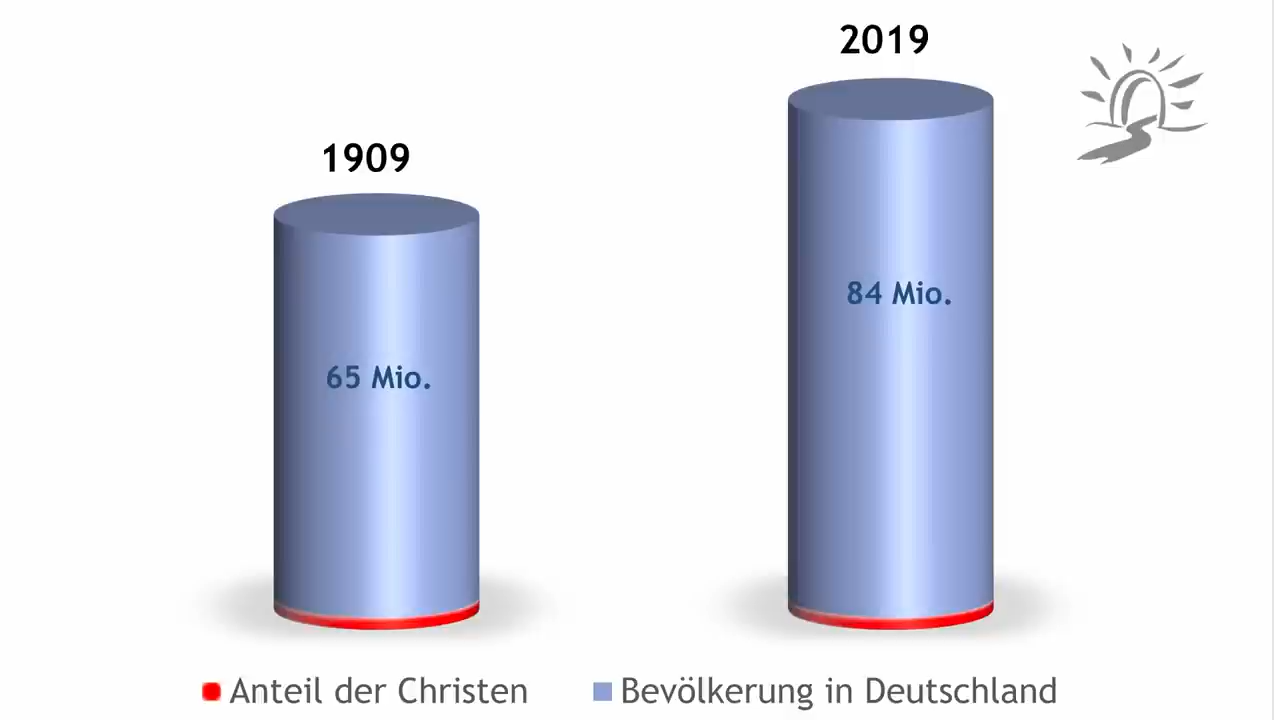 2019
1909
84 Mio.
65 Mio.
Anteil der Christen
Bevölkerung in Deutschland